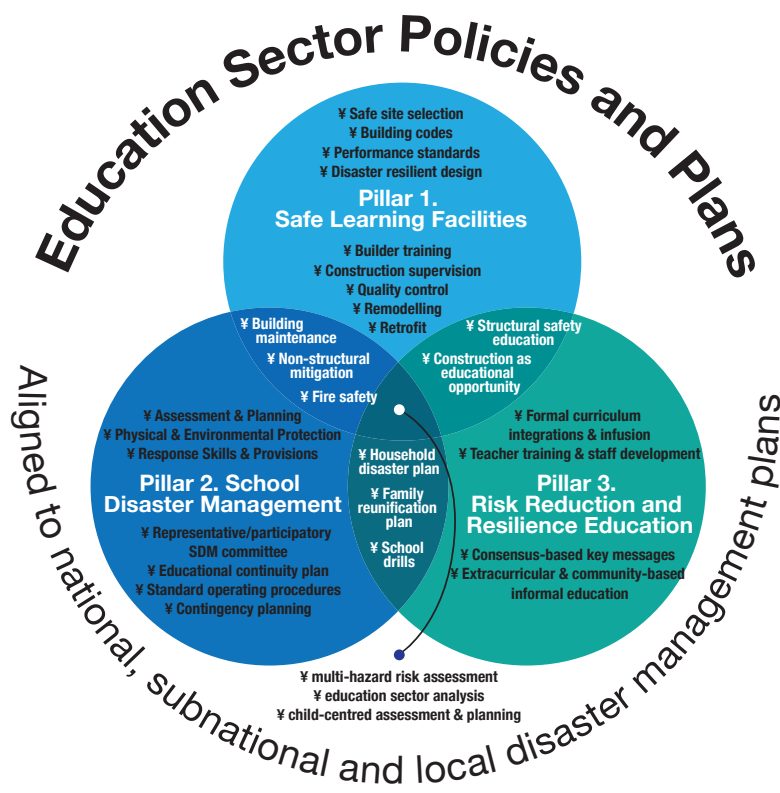 Education Sector Policies and Plans
¥ Safe site selection
¥ Building codes
¥ Performance standards
¥ Disaster resilient design
Pillar 1.
Safe Learning Facilities
¥ Builder training
¥ Construction supervision
¥ Quality control
¥ Remodelling
¥ Retrofit
¥ Building
maintenance
¥ Non-structural
mitigation
¥ Fire safety
¥ Structural safety
education
¥ Construction as
educational
opportunity
¥ Assessment & Planning
¥ Physical & Environmental Protection
¥ Response Skills & Provisions
Pillar 2. School
Disaster Management
¥ Representative/participatory
SDM committee
¥ Educational continuity plan
¥ Standard operating procedures
¥ Contingency planning
¥ Household
disaster plan
¥ Family
reunification
plan
¥ School
drills
¥ Formal curriculum
integrations & infusion
¥ Teacher training & staff development
Pillar 3.
Risk Reduction and
Resilience Education
¥ Consensus-based key messages
¥ Extracurricular & community-based
informal education
¥ multi-hazard risk assessment
¥ education sector analysis
¥ child-centred assessment & planning
Aligned to national, subnational and local disaster management plans